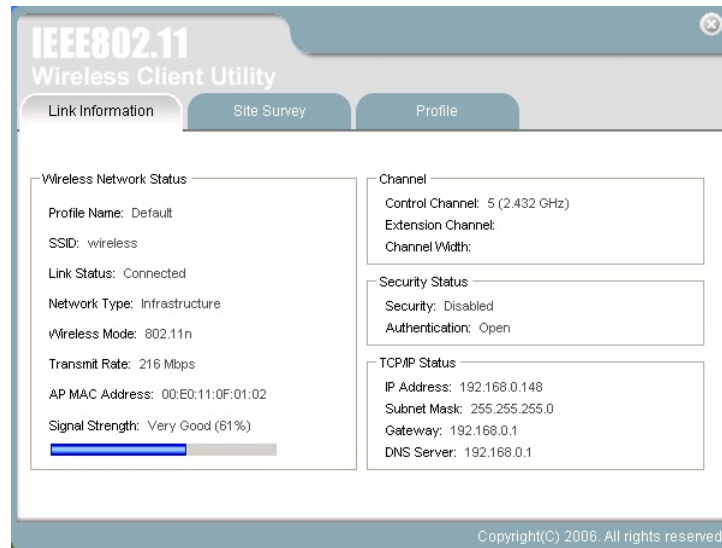 IEEE802.11
Wireless Client Utility
Link Information
Site Survey
Profile
Wireless Network Status
Profile Name: Default
SSID: wireless
Link Status: Connected
Network Type: Infrastructure
Wireless Mode: 802.11n
Transmit Rate: 216 Mbps
AP MAC Address: 00:E0:11:0F:01:02
Signal Strength: Very Good (61%)
Channel
Control Channel: 5 (2.432 GHz)
Extension Channel:
Channel Width:
Security Status
Security: Disabled
Authentication: Open
TCP/IP Status
IP Address: 192.168.0.148
Subnet Mask: 255.255.255.0
Gateway: 192.168.0.1
DNS Server: 192.168.0.1
Copyright(C) 2006. All rights reserved